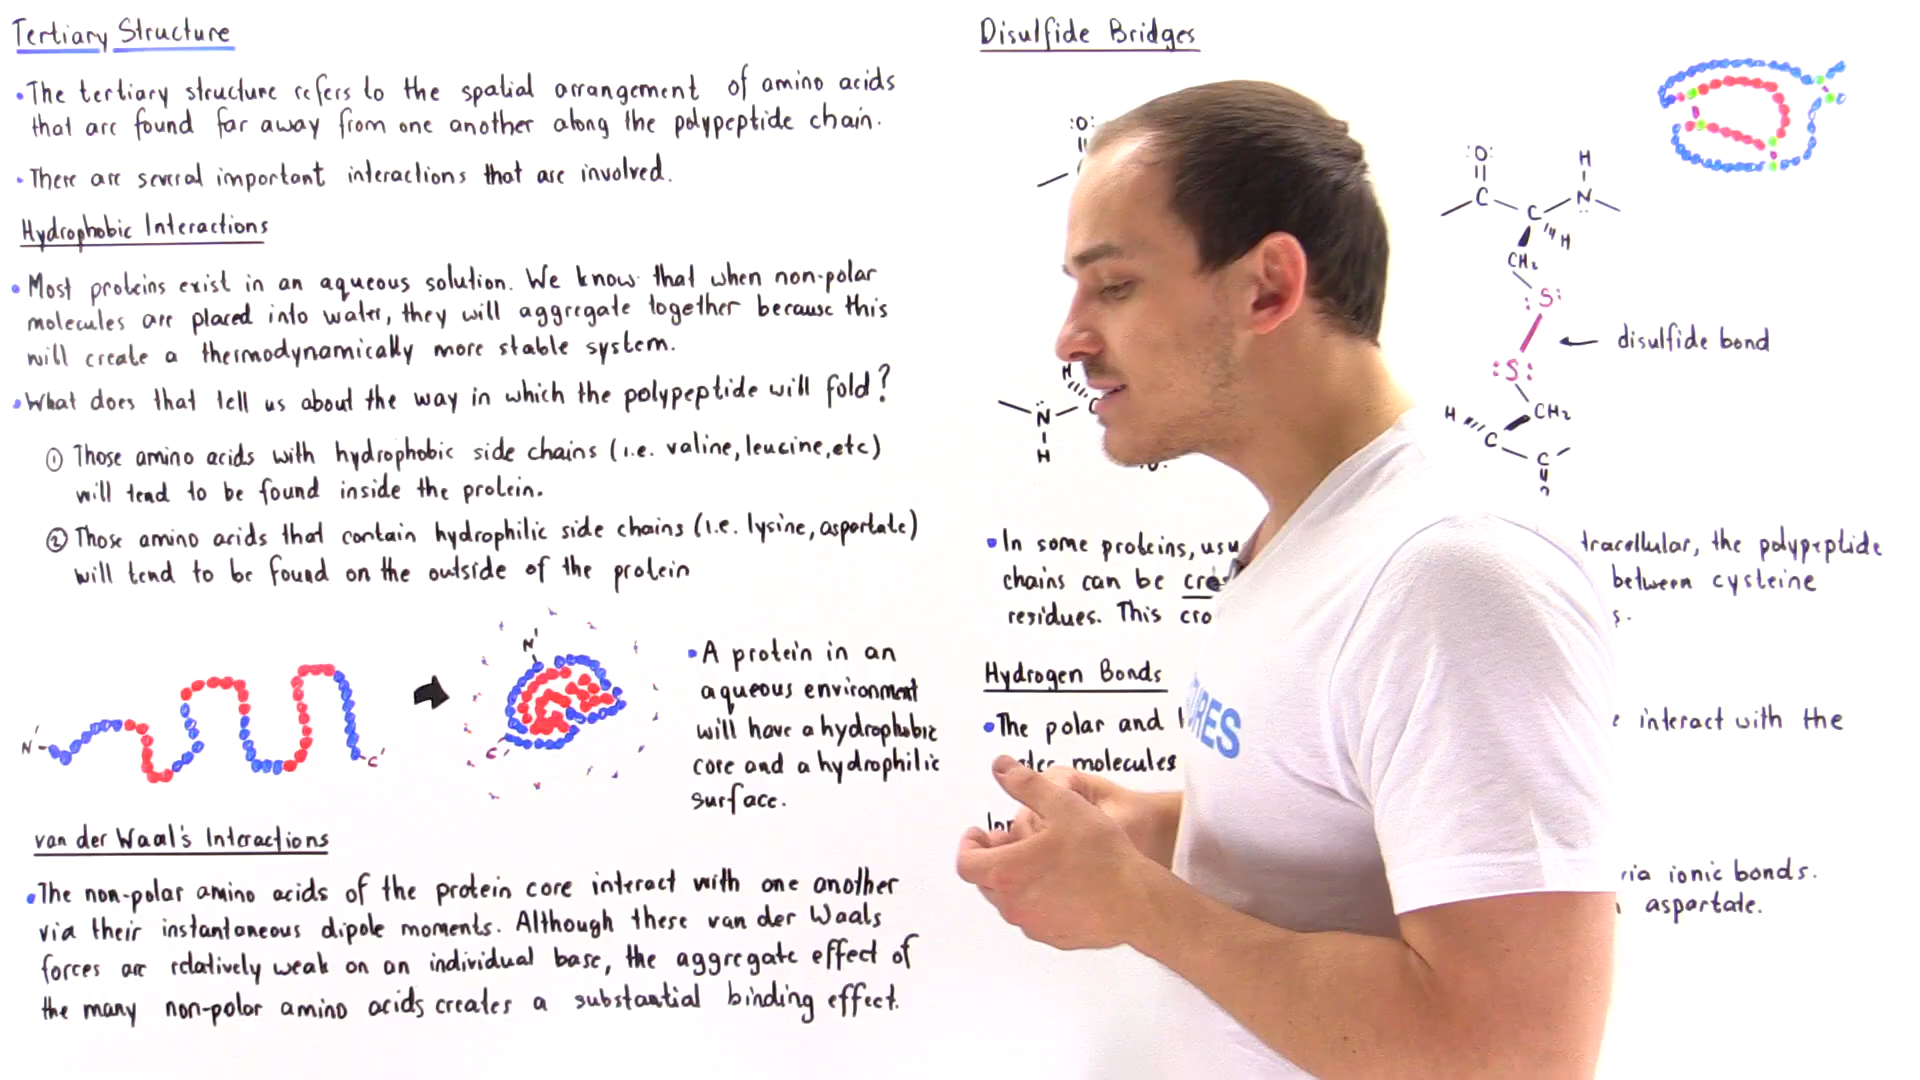 Tertiary Structure
• The tertiary structure refers to the spatial arrangement of amino acids
that are found far away from one another along the polypeptide chain.
• There are several important interactions that are involved.
Hydrophobic Interactions
• Most proteins exist in an aqueous solution. We know that when non-polar
molecules are placed into water, they will aggregate together because this
will create a thermodynamically more stable system.
• What does that tell us about the way in which the polypeptide will fold?
① Those amino acids with hydrophobic side chains (i.e. valine, leucine, etc)
will tend to be found inside the protein.
② Those amino acids that contain hydrophilic side chains (i.e. lysine, aspartate)
will tend to be found on the outside of the protein
N'
C'
N'
C'
• A protein in an
aqueous environment
will have a hydrophobic
core and a hydrophilic
surface.
van der Waal's Interactions
• The non-polar amino acids of the protein core interact with one another
via their instantaneous dipole moments. Although these van der Waals
forces are relatively weak on an individual base, the aggregate effect of
the many non-polar amino acids creates a substantial binding effect.
Disulfide Bridges
:O:
H
N
H
:O: H
C N
C H
CH₂
:S:
disulfide bond
:S:
H CH₂
C
C
• In some proteins, tracellular, the polypeptide
chains can be between cysteine
residues. This
Hydrogen Bonds
• The polar and interact with the
molecules
URES
ionic bonds.
aspartate.